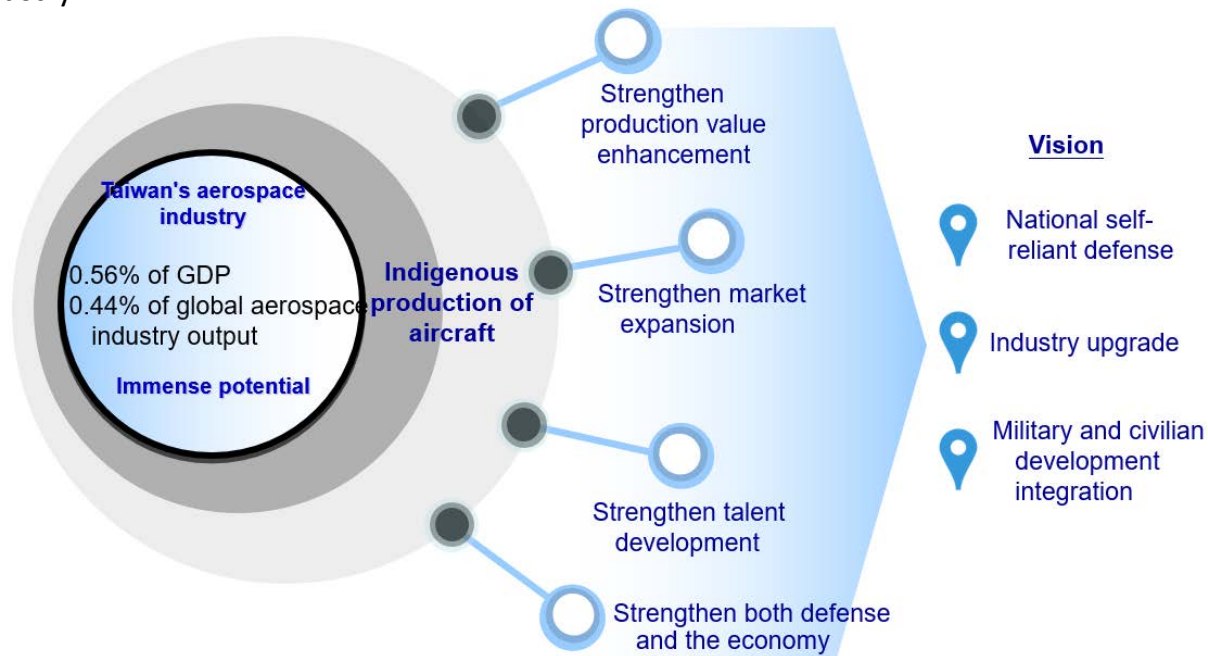 Taiwan's aerospace
industry
0.56% of GDP
0.44% of global aerospace
industry output
Immense potential
Indigenous
production of
aircraft
Strengthen
production value
enhancement
Strengthen market
expansion
Strengthen talent
development
Strengthen both defense
and the economy
Vision
National self-
reliant defense
Industry upgrade
Military and civilian
development
integration